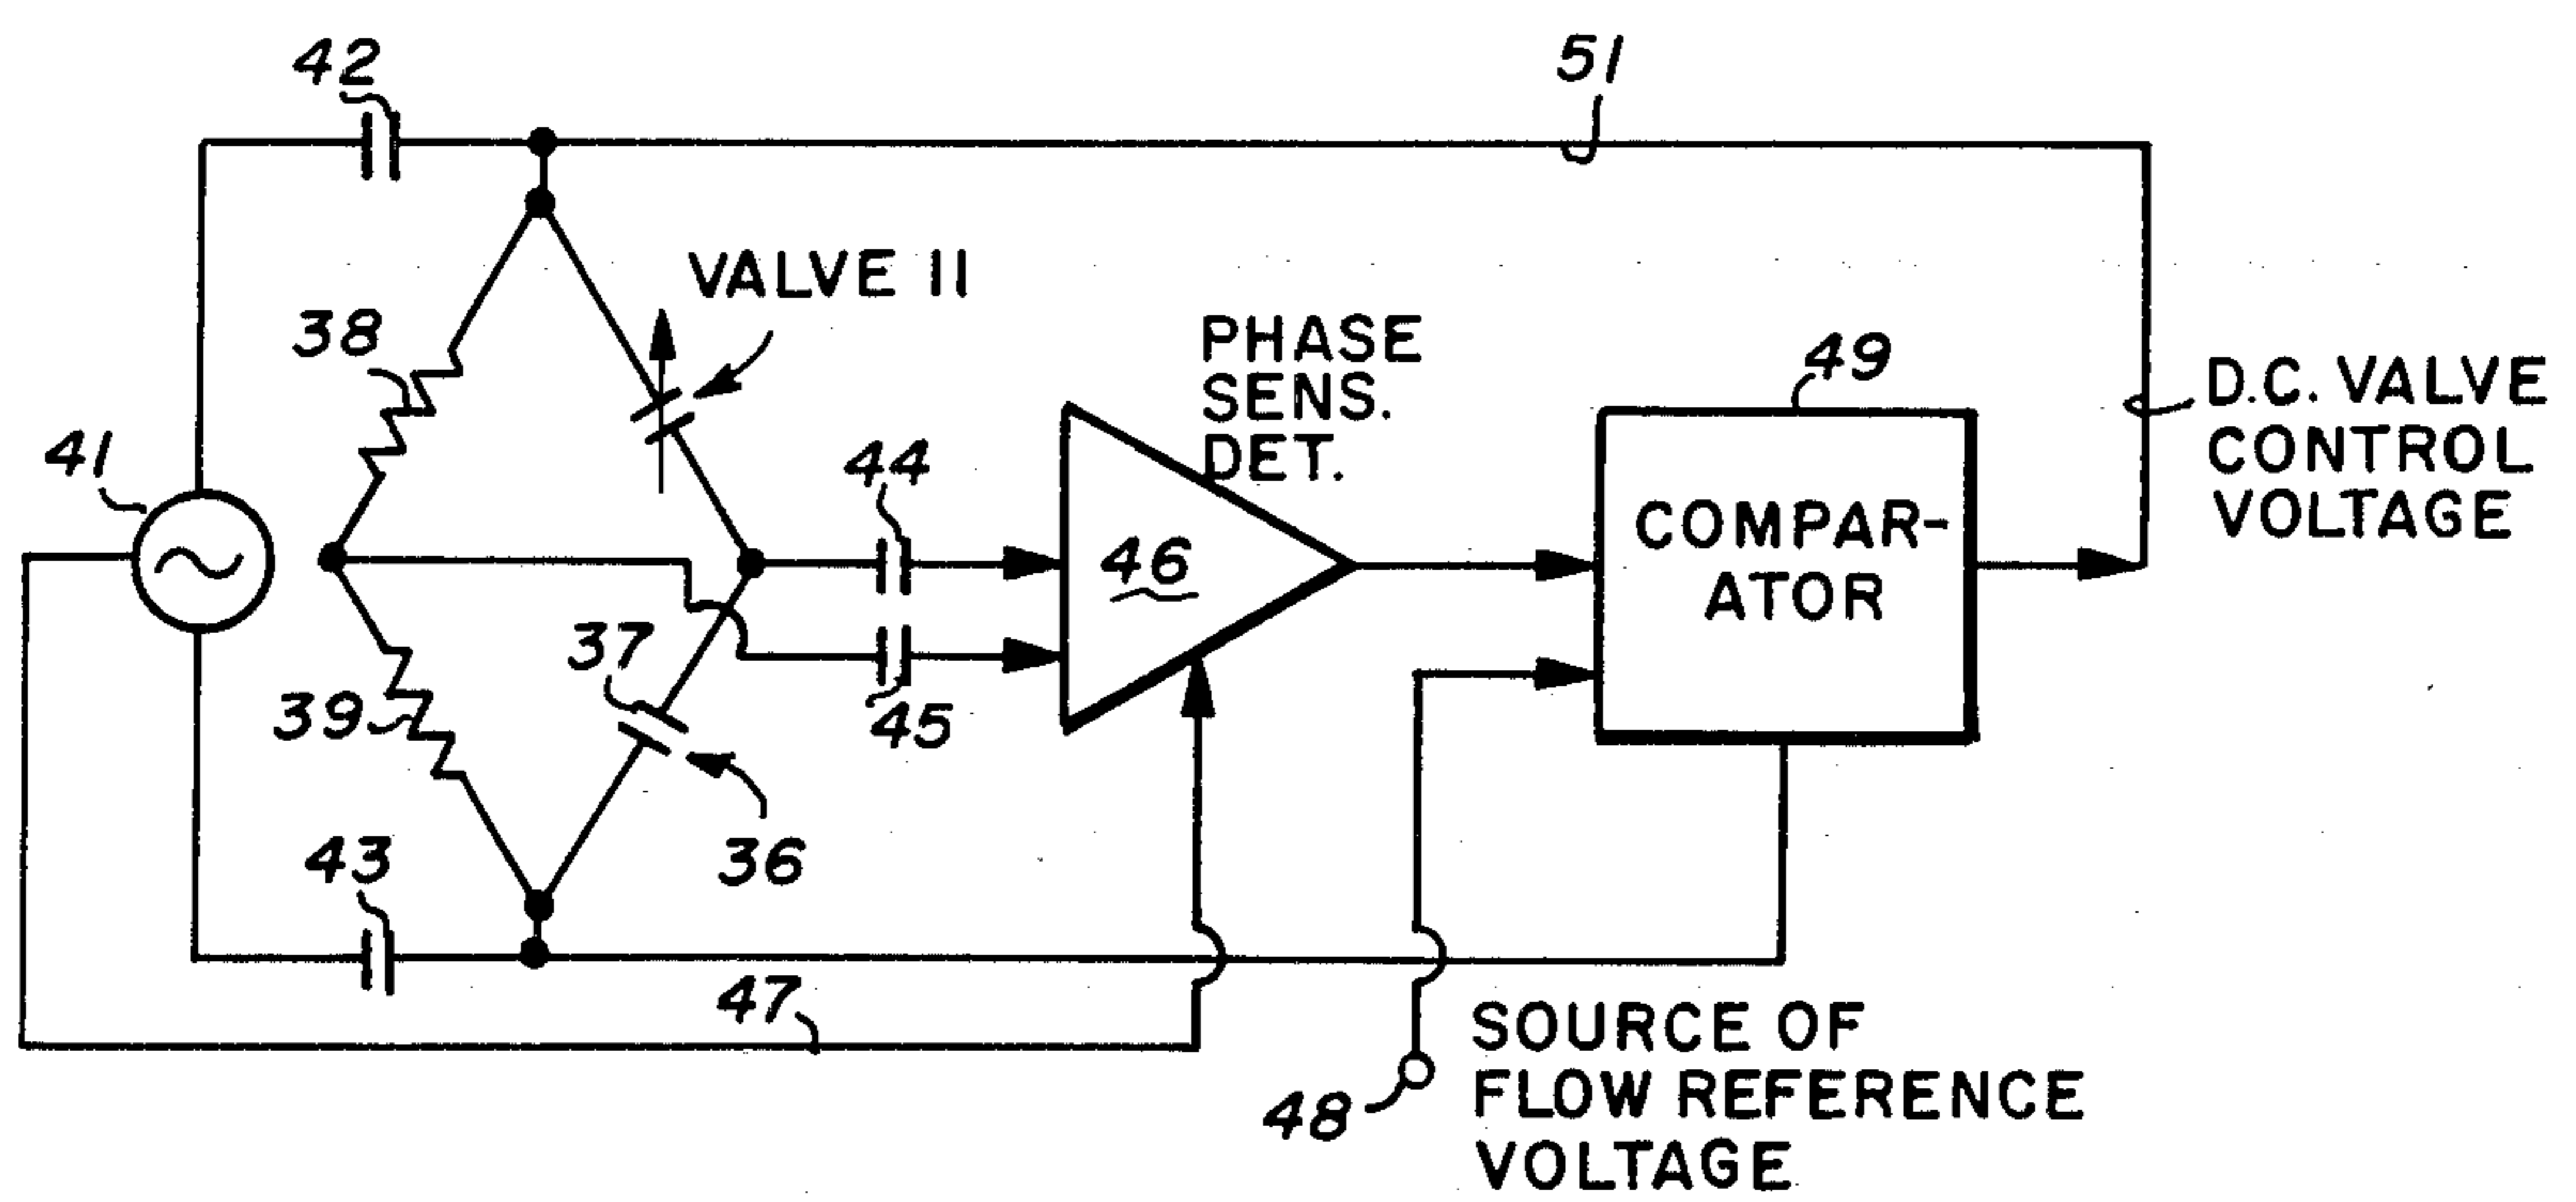 42
51
VALVE 11
38
PHASE
SENS.
DET.
49
D.C. VALVE
CONTROL
VOLTAGE
41
44
COMPAR-
ATOR
46
37
39
45
36
43
47
48
SOURCE OF
FLOW REFERENCE
VOLTAGE